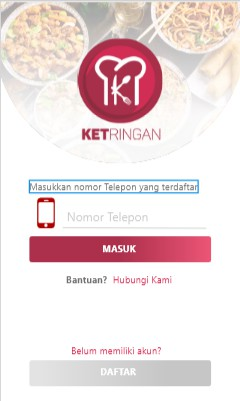 KETRINGAN
Masukkan nomor Telepon yang terdaftar
Nomor Telepon
MASUK
Bantuan? Hubungi Kami
Belum memiliki akun?
DAFTAR